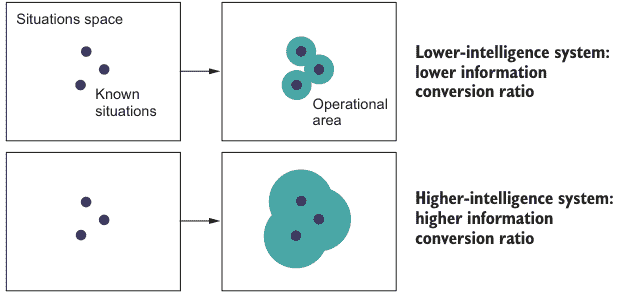 Situations space
Known
situations
Operational
area
Lower-intelligence system:
lower information
conversion ratio
Higher-intelligence system:
higher information
conversion ratio